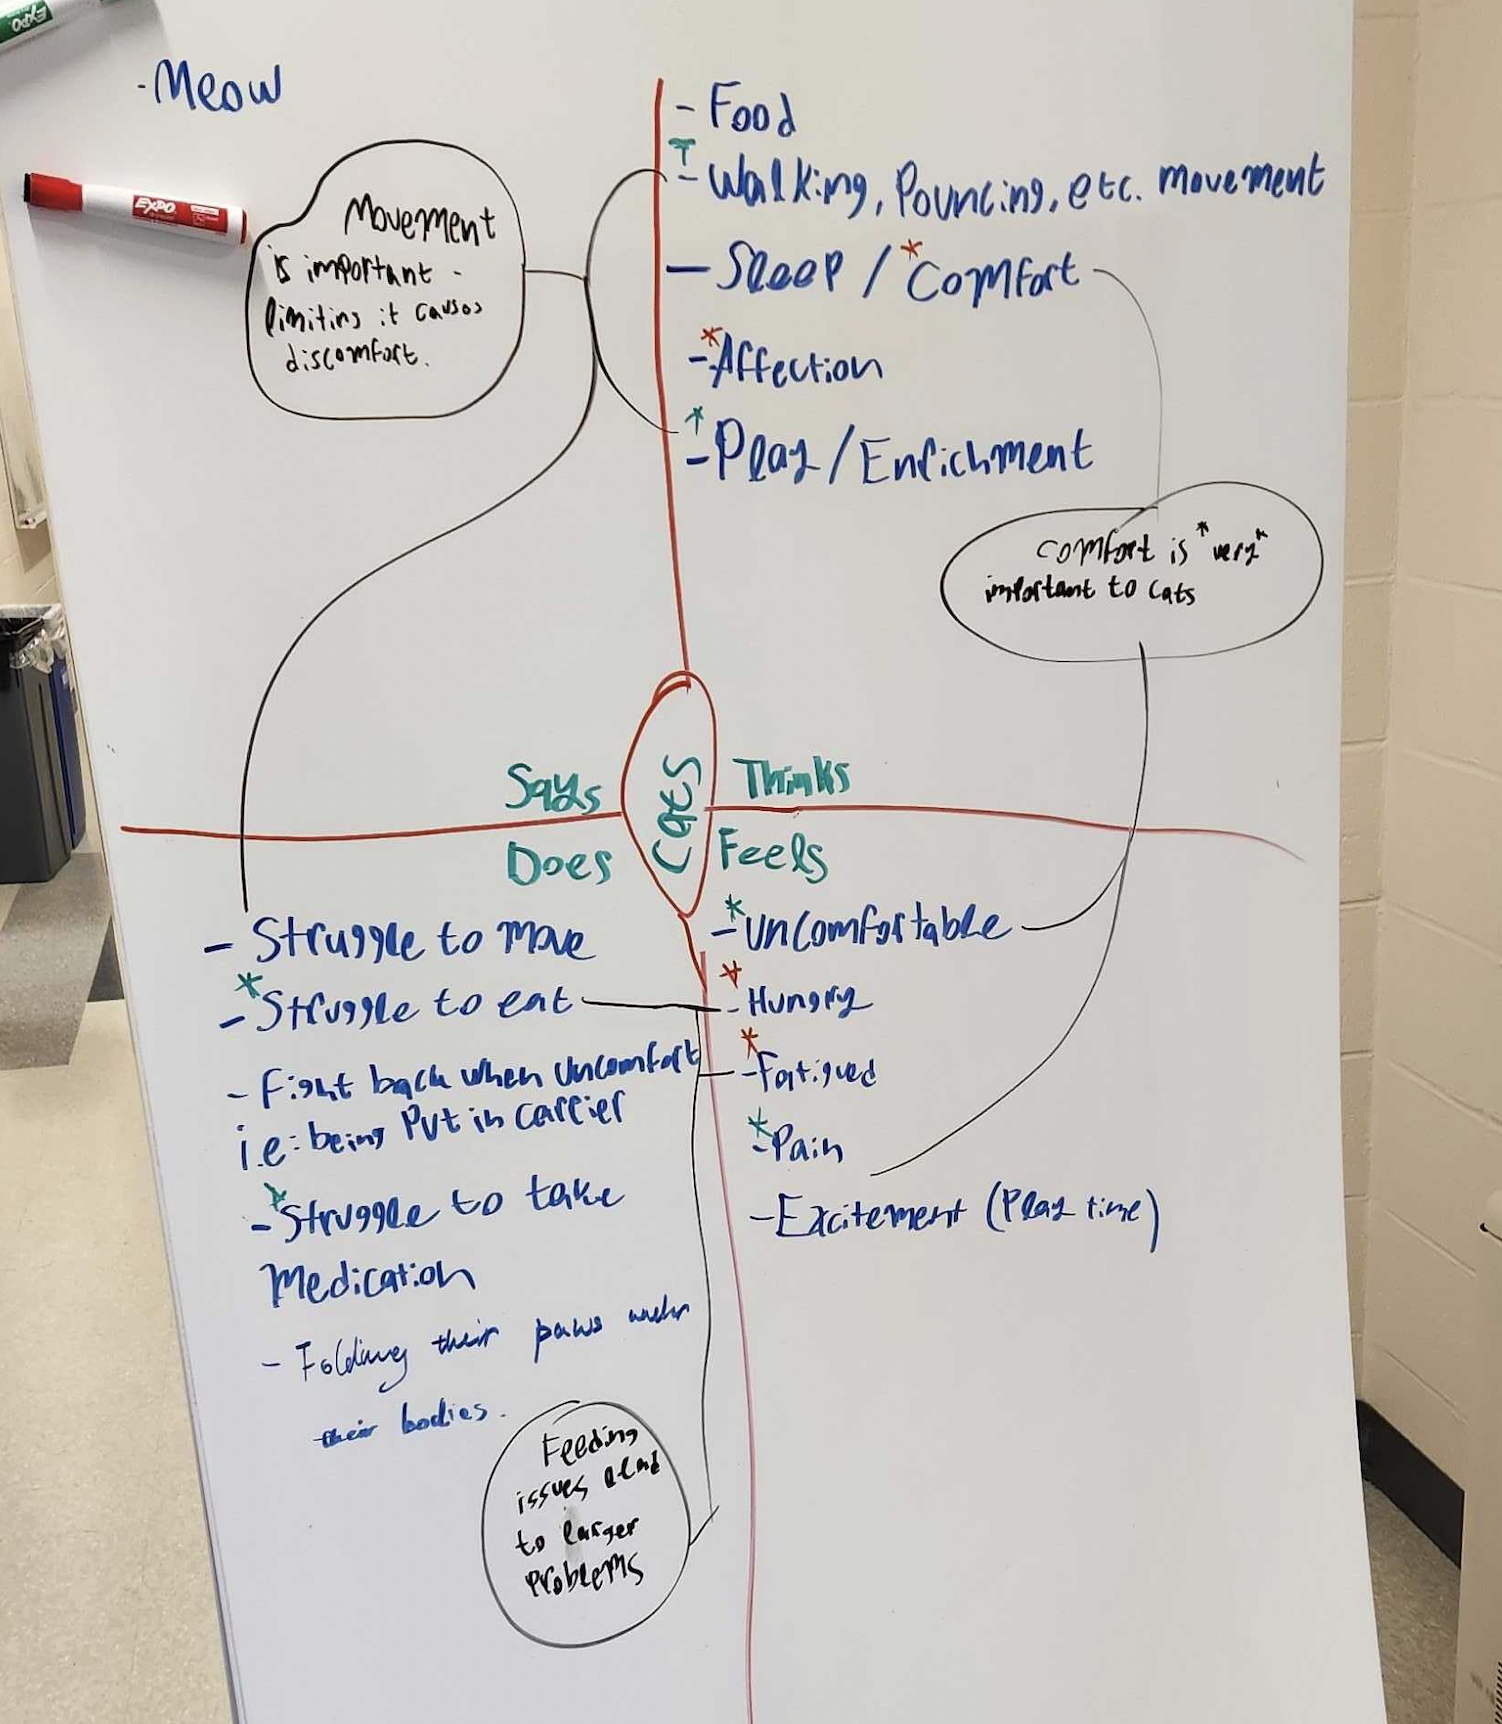 EXPO
- Meow
EXPO
Movement
is important -
limiting it causes
discomfort.
- Food
- Walking, Pouncing, etc. movement
- Sleep / *Comfort
*
- Affection
*
- Play / Enrichment
Comfort is *very*
important to cats
Says
Thinks
Cats
Does
Feels
- Struggle to move
*
- Struggle to eat
- Fight back when uncomfort
i.e: being Put in carrier
*
- Struggle to take
Medication
- Folding their paws under
their bodies.
Feeding
issues lead
to larger
problems
*
- Uncomfortable
*
- Hungry
*
- Fatigued
*
- Pain
- Excitement (Play time)